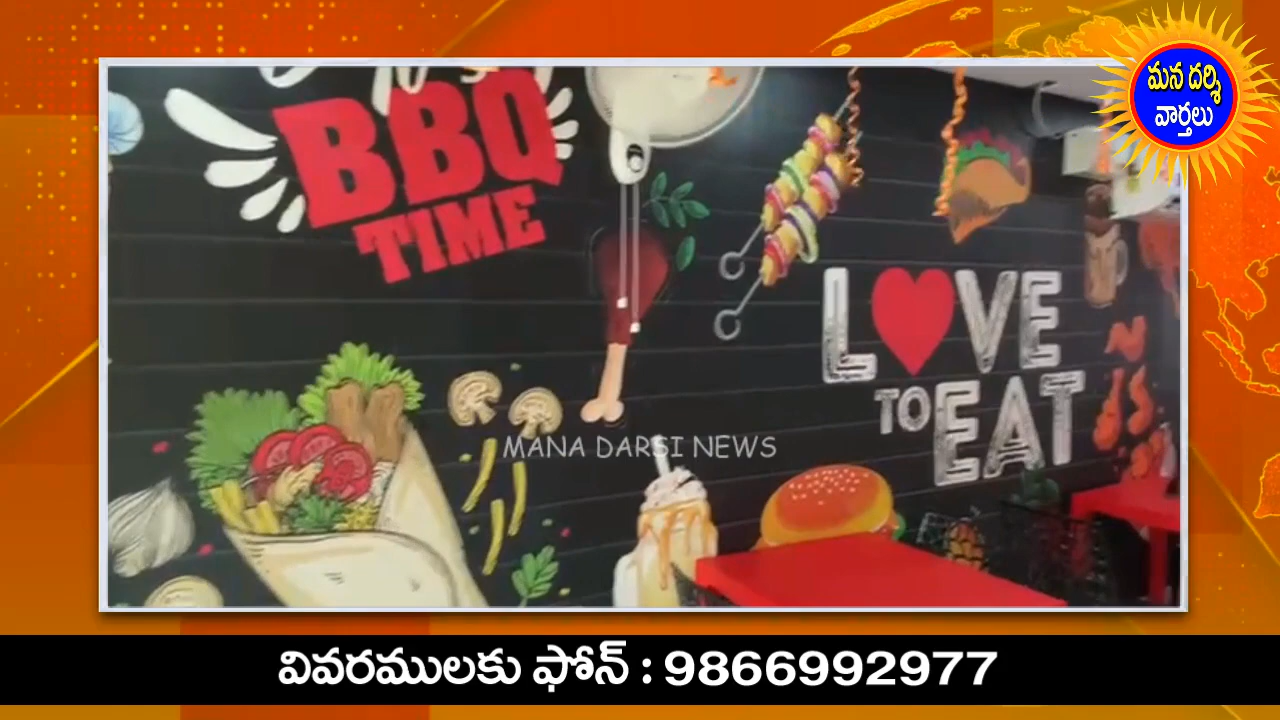 మన దర్శి
వార్తలు
BBQ
TIME
LOVE
TO EAT
MANA DARSI NEWS
వివరములకు ఫోన్ : 9866992977